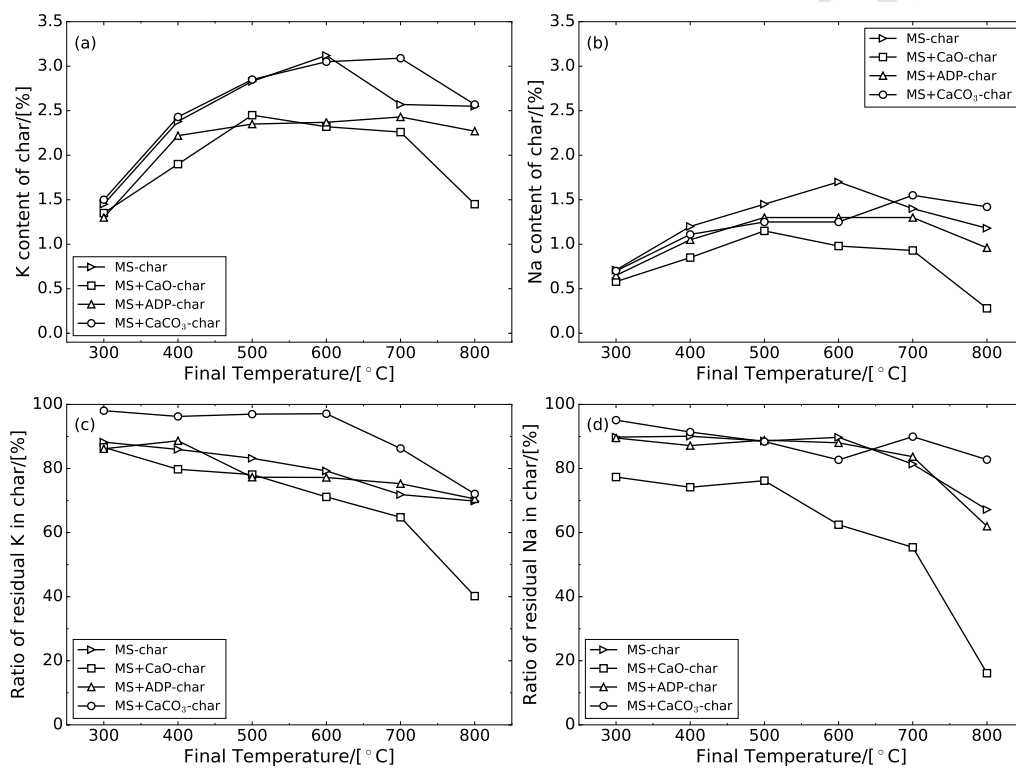 (a)
3.5
3.0
2.5
2.0
1.5
1.0
0.5
0.0
K content of char/[%]
MS-char
MS+CaO-char
MS+ADP-char
MS+CaCO₃-char
300 400 500 600 700 800
Final Temperature/[°C]
(b)
3.5
3.0
2.5
2.0
1.5
1.0
0.5
0.0
Na content of char/[%]
MS-char
MS+CaO-char
MS+ADP-char
MS+CaCO₃-char
300 400 500 600 700 800
Final Temperature/[°C]
(c)
100
80
60
40
20
0
Ratio of residual K in char/[%]
MS-char
MS+CaO-char
MS+ADP-char
MS+CaCO₃-char
300 400 500 600 700 800
Final Temperature/[°C]
(d)
100
80
60
40
20
0
Ratio of residual Na in char/[%]
MS-char
MS+CaO-char
MS+ADP-char
MS+CaCO₃-char
300 400 500 600 700 800
Final Temperature/[°C]